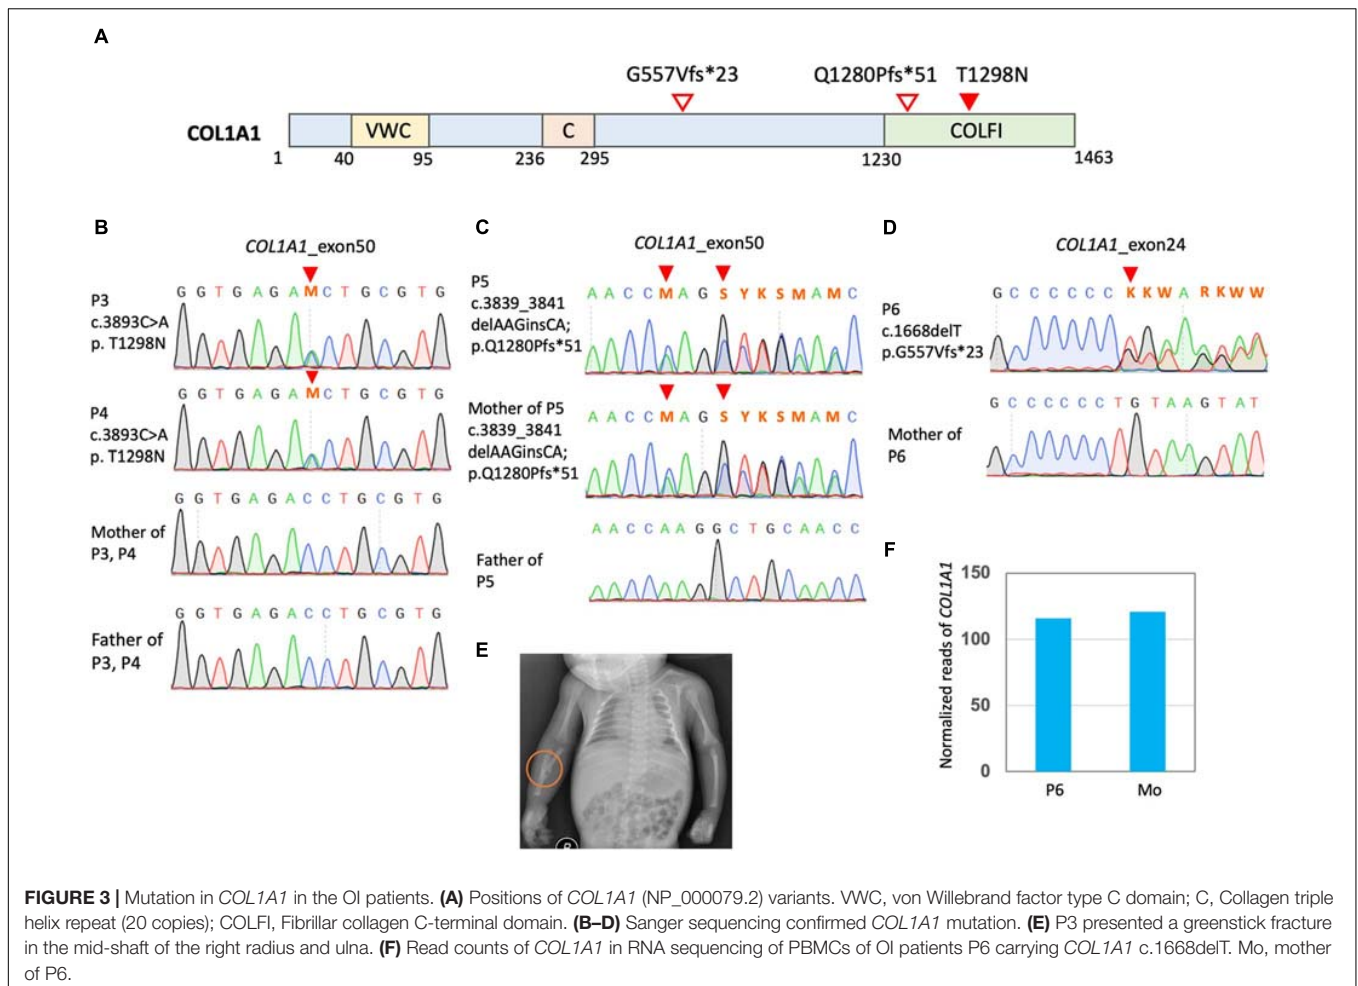 A
G557Vfs*23
Q1280Pfs*51
T1298N
COL1A1
VWC
C
COLFI
1
40
95
236
295
1230
1463
B
COL1A1_exon50
P3
c.3893C>A
p. T1298N
G G T G A G A M C T G C G T G
P4
c.3893C>A
p. T1298N
G G T G A G A M C T G C G T G
Mother of
P3, P4
G G T G A G A C C T G C G T G
Father of
P3, P4
G G T G A G A C C T G C G T G
C
COL1A1_exon50
P5
c.3839_3841
delAAGinsCA;
p.Q1280Pfs*51
A A C C M A G S Y K S M A M C
Mother of P5
c.3839_3841
delAAGinsCA;
p.Q1280Pfs*51
A A C C M A G S Y K S M A M C
Father of
P5
A A C C A A G G C T G C A A C C
D
COL1A1_exon24
P6
c.1668delT
p.G557Vfs*23
G C C C C C C K K W A R K W W
Mother of
P6
G C C C C C C T G T A A G T A T
E
F
Normalized reads of COL1A1
150
100
50
0
P6
Mo
FIGURE 3 | Mutation in COL1A1 in the OI patients. (A) Positions of COL1A1 (NP_000079.2) variants. VWC, von Willebrand factor type C domain; C, Collagen triple
helix repeat (20 copies); COLFI, Fibrillar collagen C-terminal domain. (B–D) Sanger sequencing confirmed COL1A1 mutation. (E) P3 presented a greenstick fracture
in the mid-shaft of the right radius and ulna. (F) Read counts of COL1A1 in RNA sequencing of PBMCs of OI patients P6 carrying COL1A1 c.1668delT. Mo, mother
of P6.